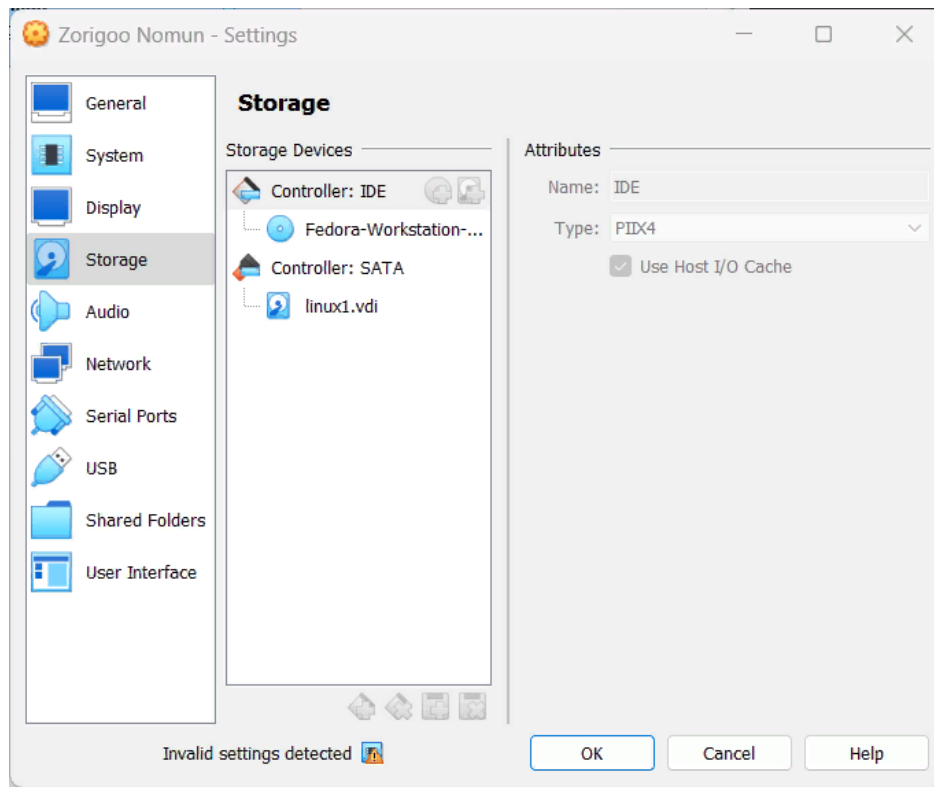 Zorigoo Nomun - Settings
General
System
Display
Storage
Audio
Network
Serial Ports
USB
Shared Folders
User Interface
Storage
Storage Devices
Controller: IDE
Fedora-Workstation-...
Controller: SATA
linux1.vdi
Attributes
Name: IDE
Type: PIIX4
Use Host I/O Cache
Invalid settings detected
OK
Cancel
Help